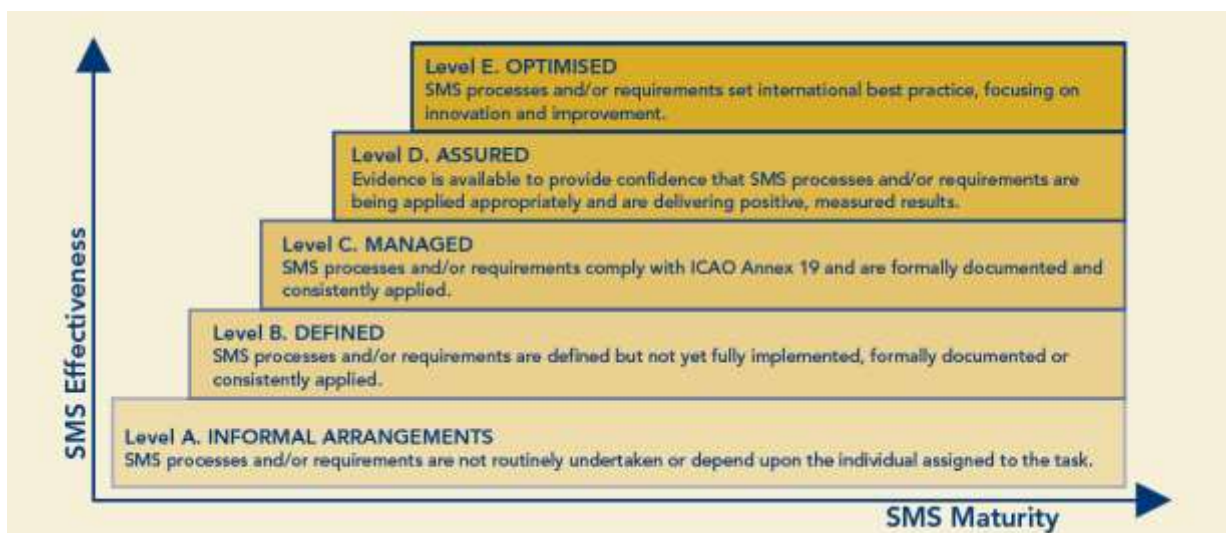 Level E. OPTIMISED
SMS processes and/or requirements set international best practice, focusing on
innovation and improvement.
Level D. ASSURED
Evidence is available to provide confidence that SMS processes and/or requirements are
being applied appropriately and are delivering positive, measured results.
Level C. MANAGED
SMS processes and/or requirements comply with ICAO Annex 19 and are formally documented and
consistently applied.
Level B. DEFINED
SMS processes and/or requirements are defined but not yet fully implemented, formally documented or
consistently applied.
Level A. INFORMAL ARRANGEMENTS
SMS processes and/or requirements are not routinely undertaken or depend upon the individual assigned to the task.
SMS Effectiveness
SMS Maturity